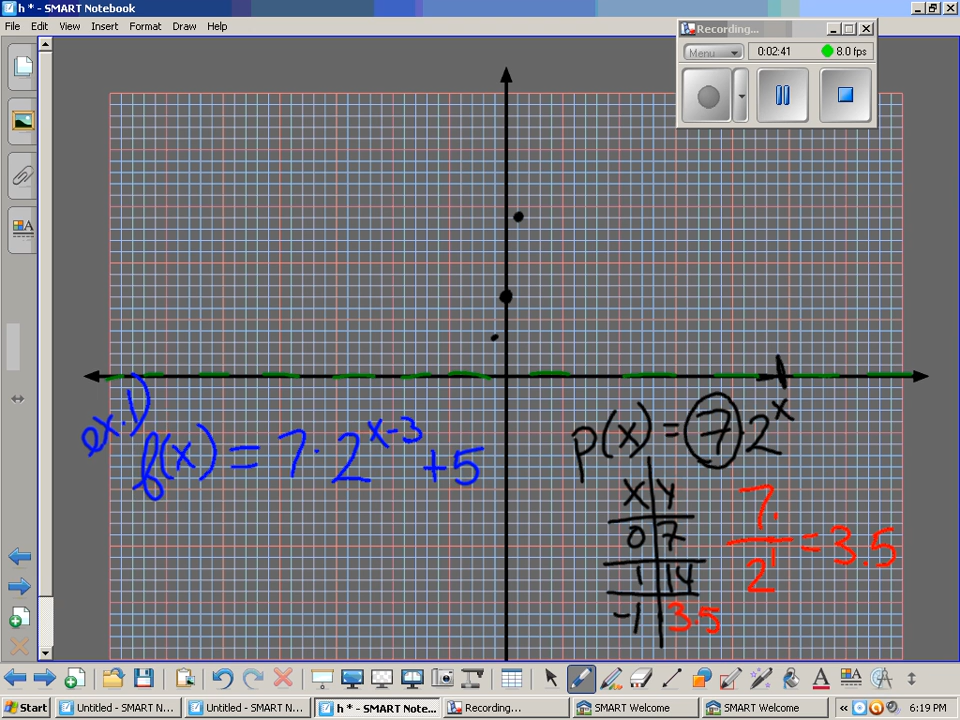 h * - SMART Notebook
File Edit View Insert Format Draw Help
Recording...
Menu 0:02:41 8.0 fps
ex.1)
f(x) = 7·2^x-3 +5
p(x) = 7·2^x
x y
0 7
1 14
-1 3.5
7·
2^1
=3.5
Start Untitled - SMART N... Untitled - SMART N... h * - SMART Note... Recording... SMART Welcome SMART Welcome « 6:19 PM